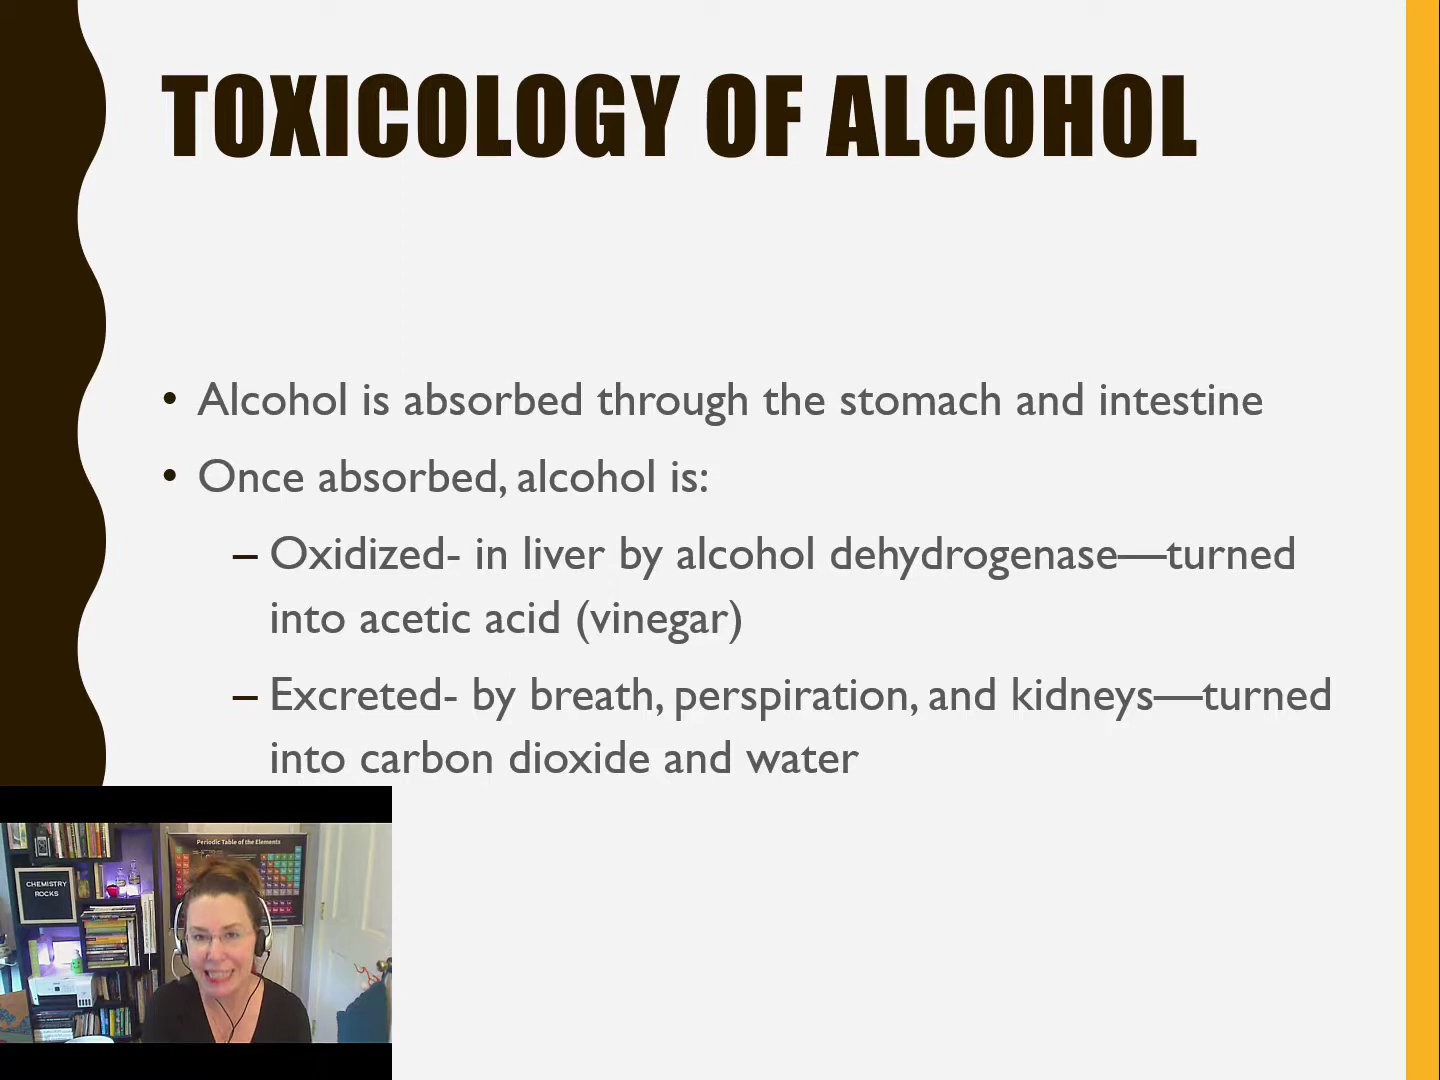 TOXICOLOGY OF ALCOHOL
• Alcohol is absorbed through the stomach and intestine
• Once absorbed, alcohol is:
– Oxidized- in liver by alcohol dehydrogenase—turned
into acetic acid (vinegar)
– Excreted- by breath, perspiration, and kidneys—turned
into carbon dioxide and water
Periodic Table of the Elements
CHEMISTRY
ROCKS